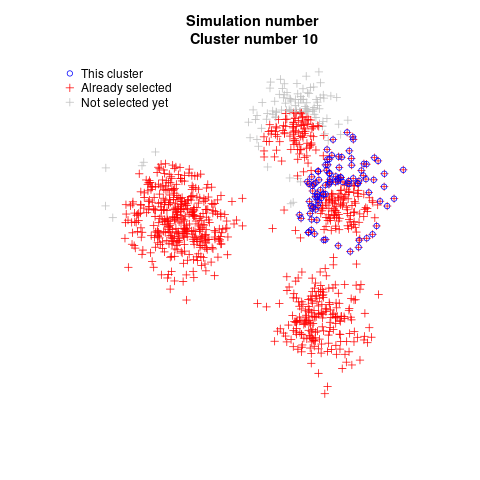 Simulation number
Cluster number 10
This cluster
Already selected
Not selected yet